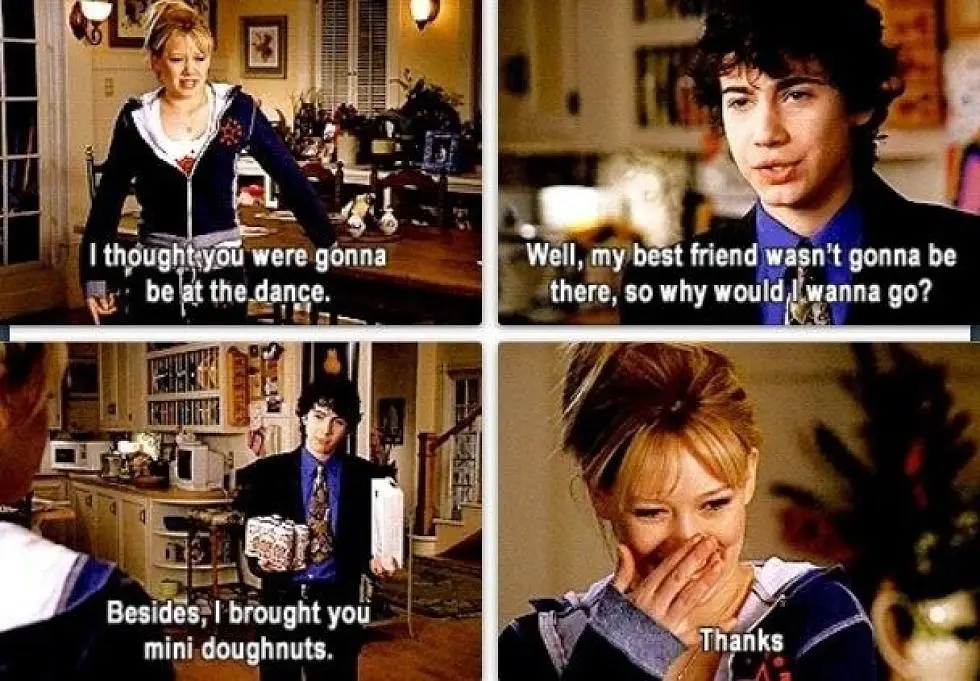 I thought you were gonna
be at the dance.
Well, my best friend wasn't gonna be
there, so why would I wanna go?
Besides, I brought you
mini doughnuts.
Thanks